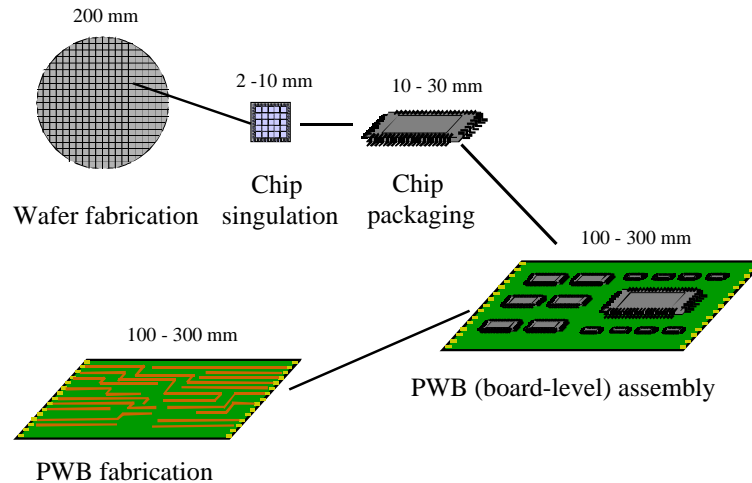 200 mm
2 -10 mm
10 - 30 mm
Wafer fabrication
Chip
singulation
Chip
packaging
100 - 300 mm
100 - 300 mm
PWB (board-level) assembly
PWB fabrication